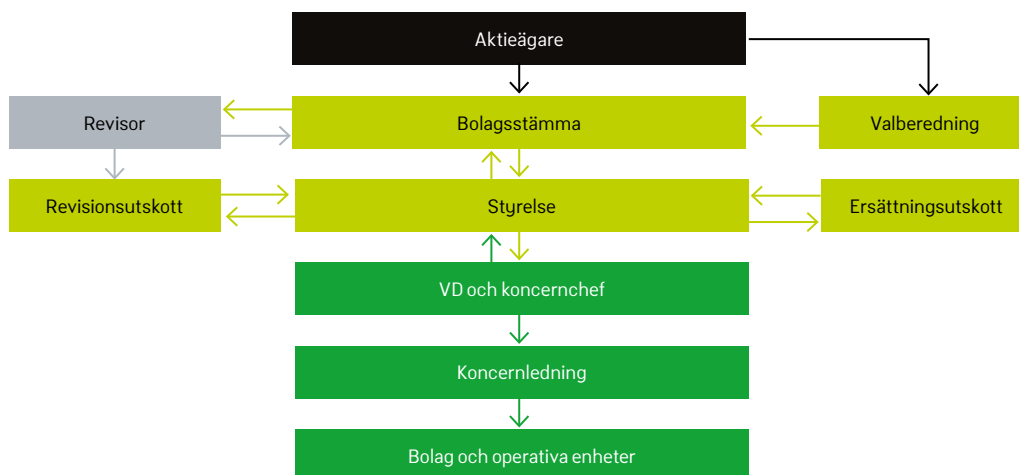 Aktieägare
Revisor
Bolagsstämma
Valberedning
Revisionsutskott
Styrelse
Ersättningsutskott
VD och koncernchef
Koncernledning
Bolag och operativa enheter